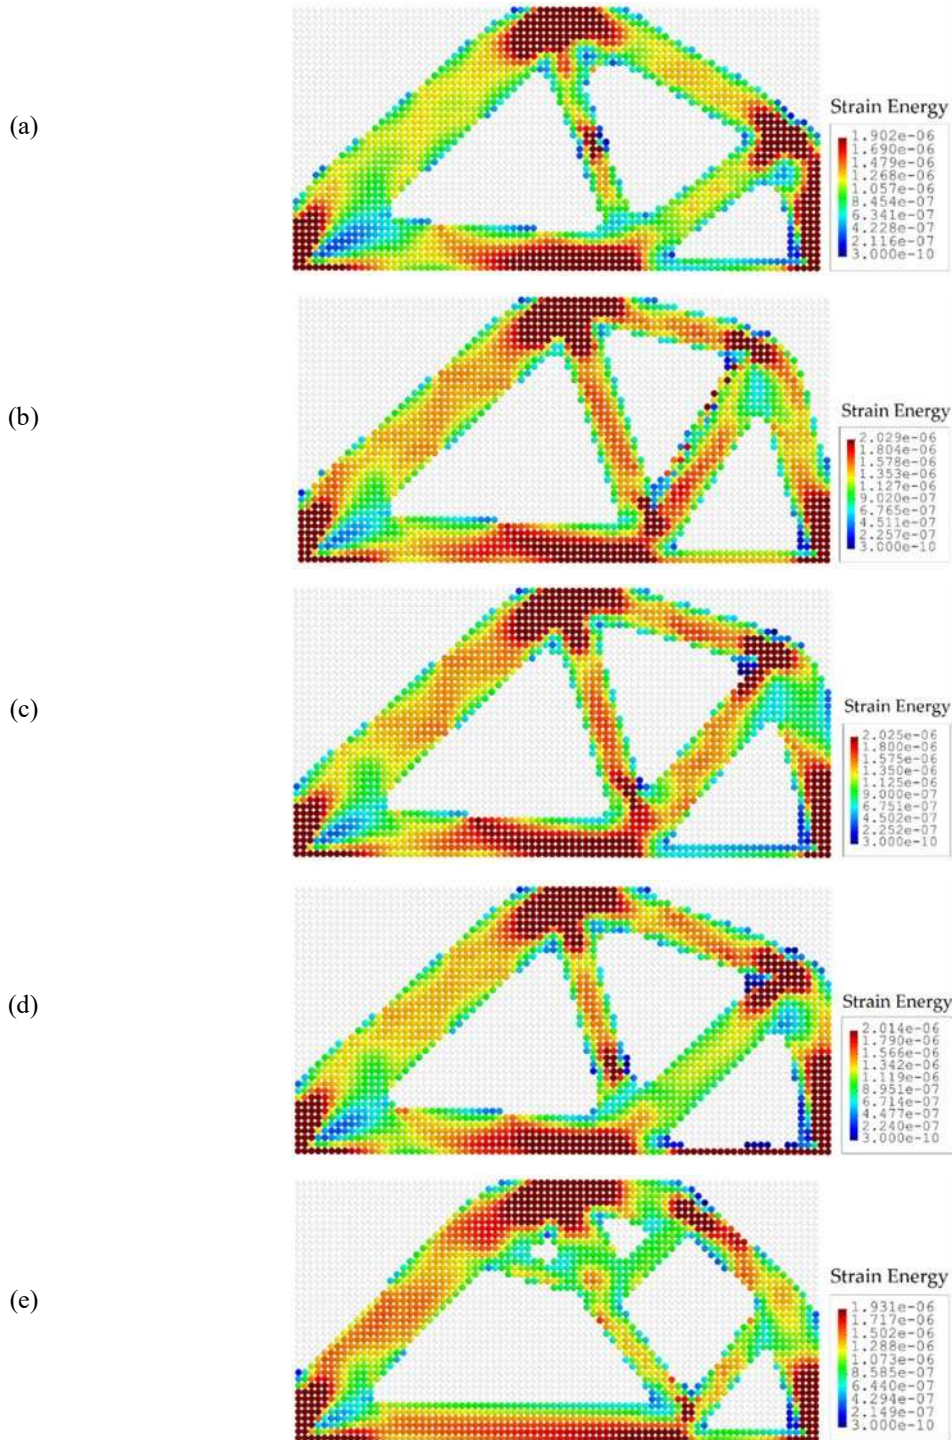 (a)
Strain Energy
1.902e-06
1.690e-06
1.479e-06
1.268e-06
1.057e-06
8.454e-07
6.341e-07
4.228e-07
2.116e-07
3.000e-10
(b)
Strain Energy
2.029e-06
1.804e-06
1.578e-06
1.353e-06
1.127e-06
9.020e-07
6.765e-07
4.511e-07
2.257e-07
3.000e-10
(c)
Strain Energy
2.025e-06
1.800e-06
1.575e-06
1.350e-06
1.125e-06
9.000e-07
6.751e-07
4.502e-07
2.252e-07
3.000e-10
(d)
Strain Energy
2.014e-06
1.790e-06
1.566e-06
1.342e-06
1.119e-06
8.951e-07
6.714e-07
4.477e-07
2.240e-07
3.000e-10
(e)
Strain Energy
1.931e-06
1.717e-06
1.502e-06
1.288e-06
1.073e-06
8.585e-07
6.440e-07
4.294e-07
2.149e-07
3.000e-10